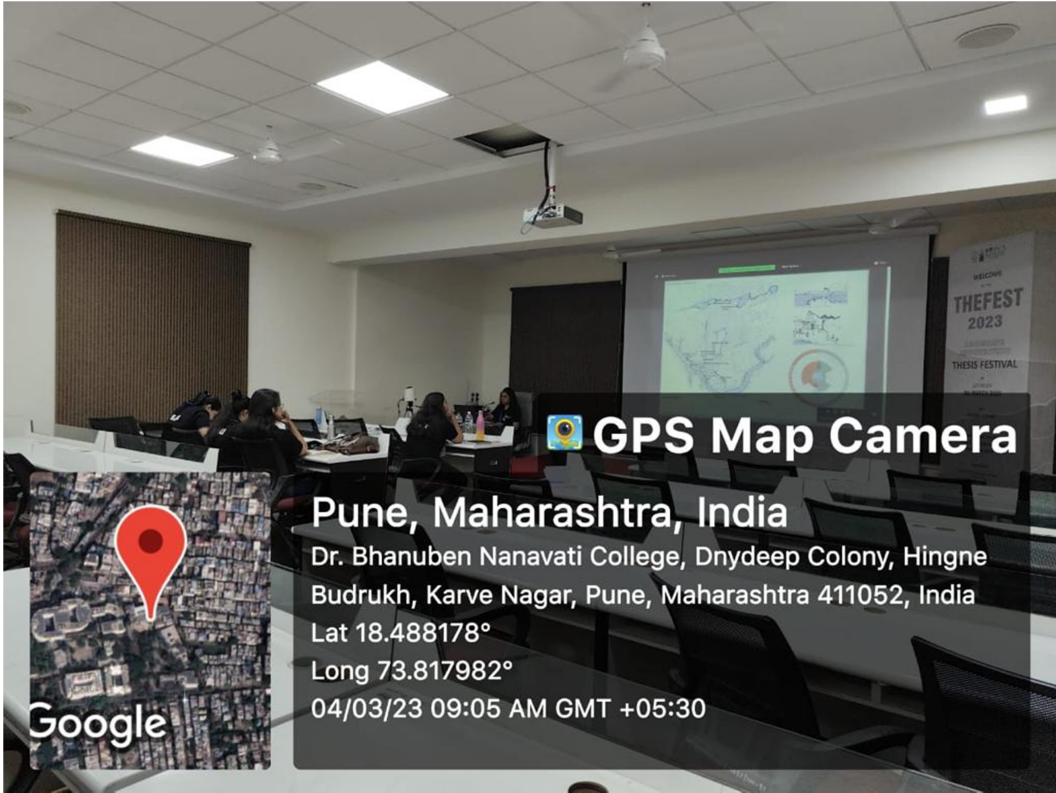 WELCOME
THEFEST
2023
THESIS FESTIVAL
GPS Map Camera
Pune, Maharashtra, India
Dr. Bhanuben Nanavati College, Dnydeep Colony, Hingne
Budrukh, Karve Nagar, Pune, Maharashtra 411052, India
Lat 18.488178°
Long 73.817982°
04/03/23 09:05 AM GMT +05:30
Google